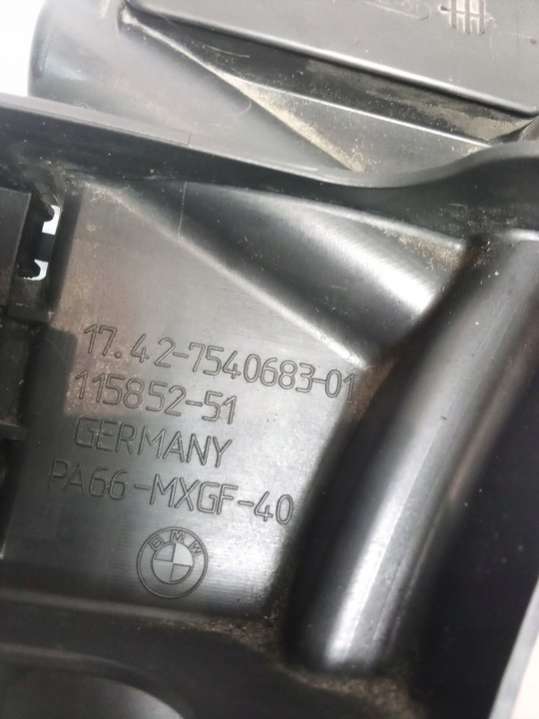 17.42-7540683-01
115852-51
GERMANY
PA66-MXGF-40
BMW